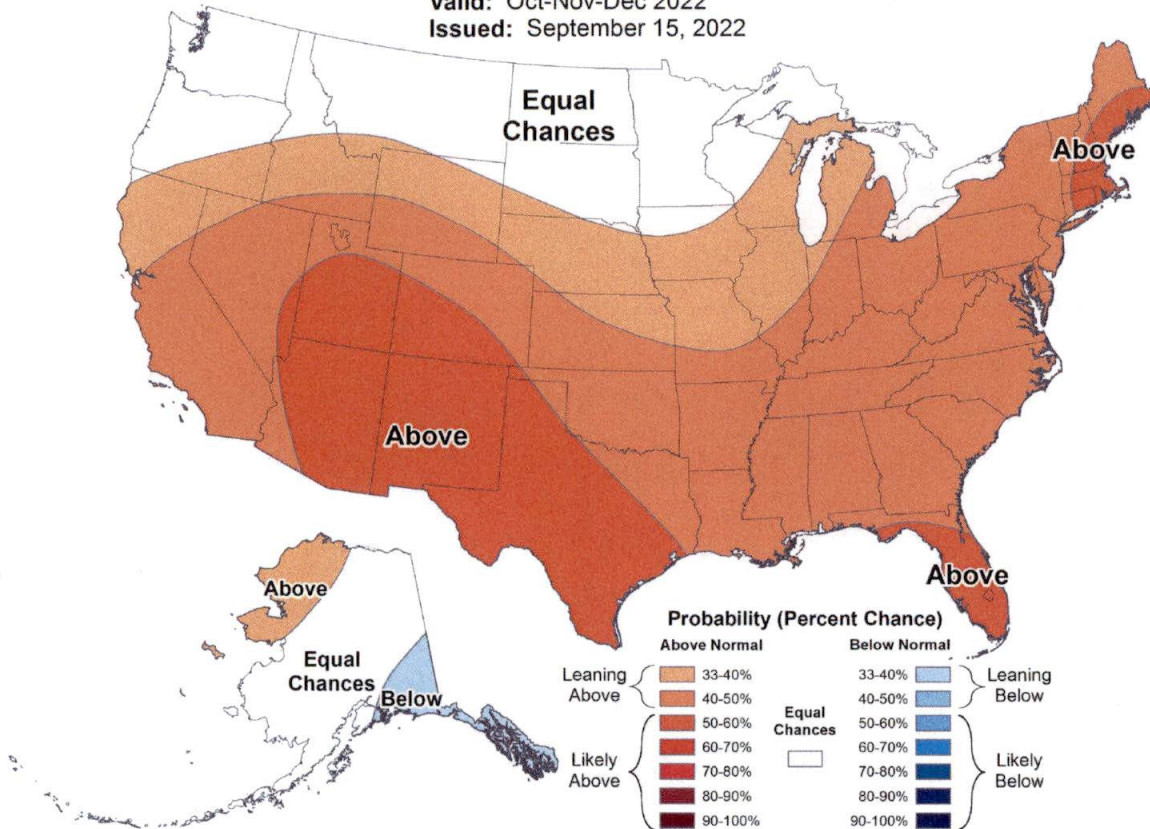 Valid: Oct-Nov-Dec 2022
Issued: September 15, 2022
Equal
Chances
Above
Above
Above
Above
Equal
Chances
Below
Probability (Percent Chance)
Above Normal
Below Normal
Leaning
Above
33-40%
40-50%
Likely
Above
50-60%
60-70%
70-80%
80-90%
90-100%
Equal
Chances
33-40%
40-50%
Leaning
Below
50-60%
60-70%
70-80%
80-90%
90-100%
Likely
Below